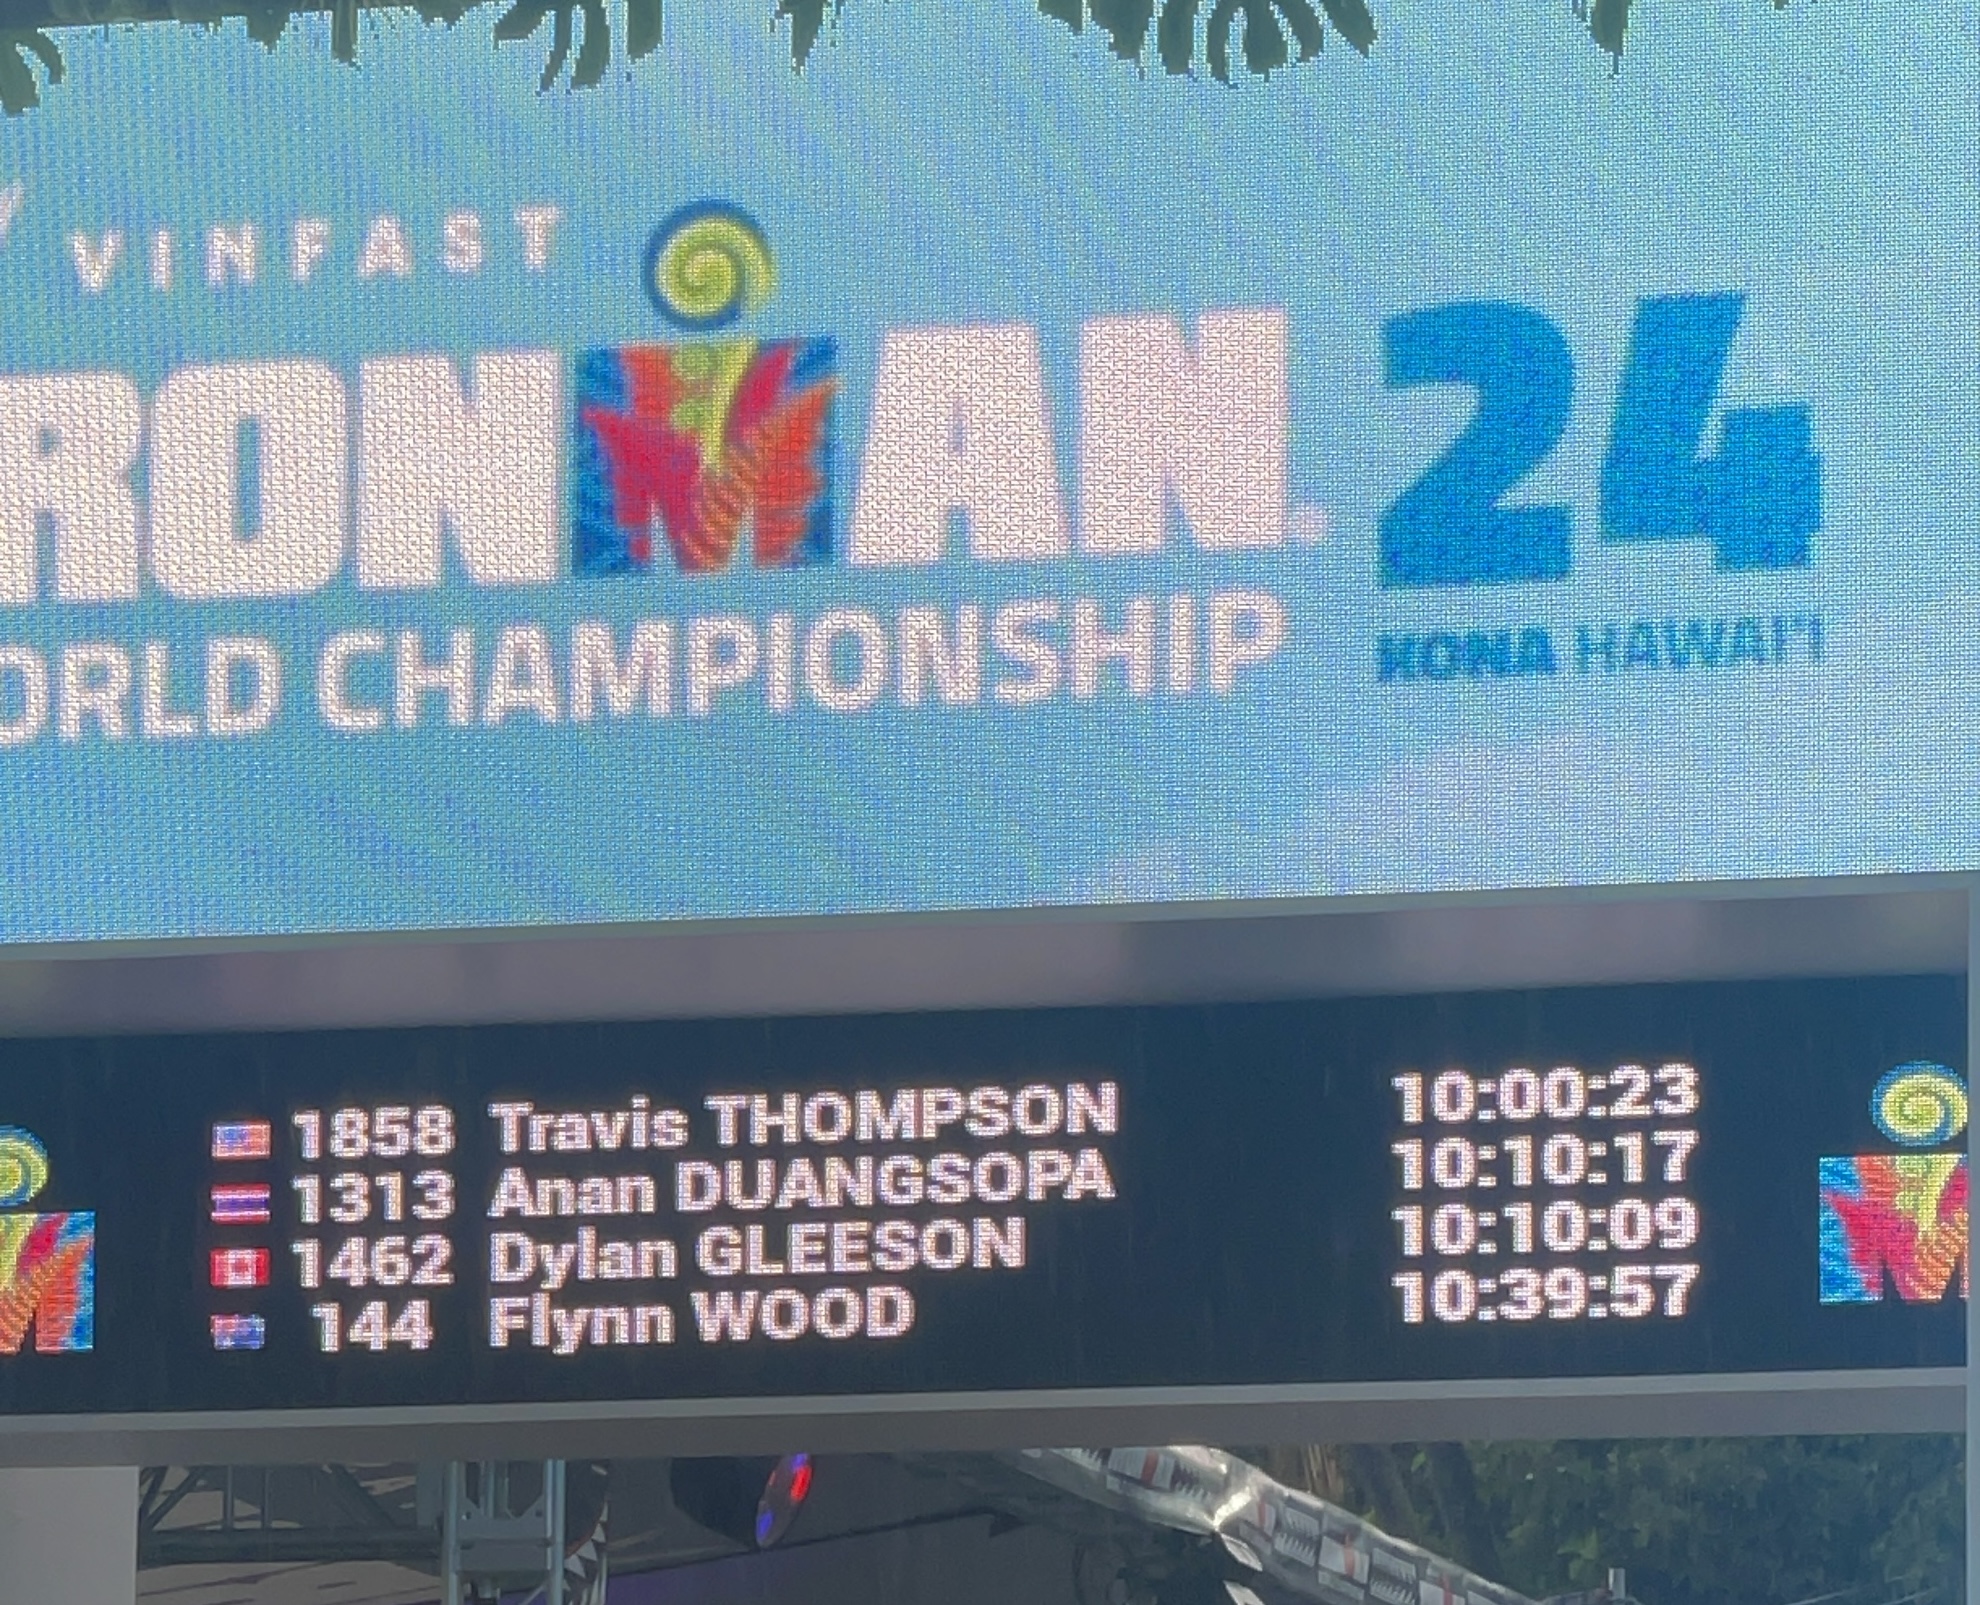 VINFAST
RONMAN 24
ORLD CHAMPIONSHIP
KONA HAWAI'I
1858 Travis THOMPSON 10:00:23
1313 Anan DUANGSOPA 10:10:17
1462 Dylan GLEESON 10:10:09
144 Flynn WOOD 10:39:57